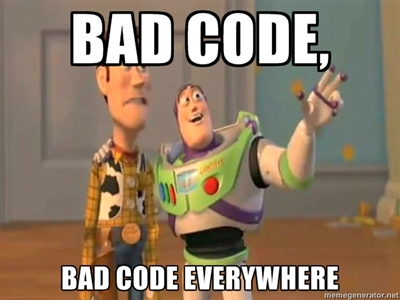 BAD CODE,
BAD CODE EVERYWHERE
memegenerator.net